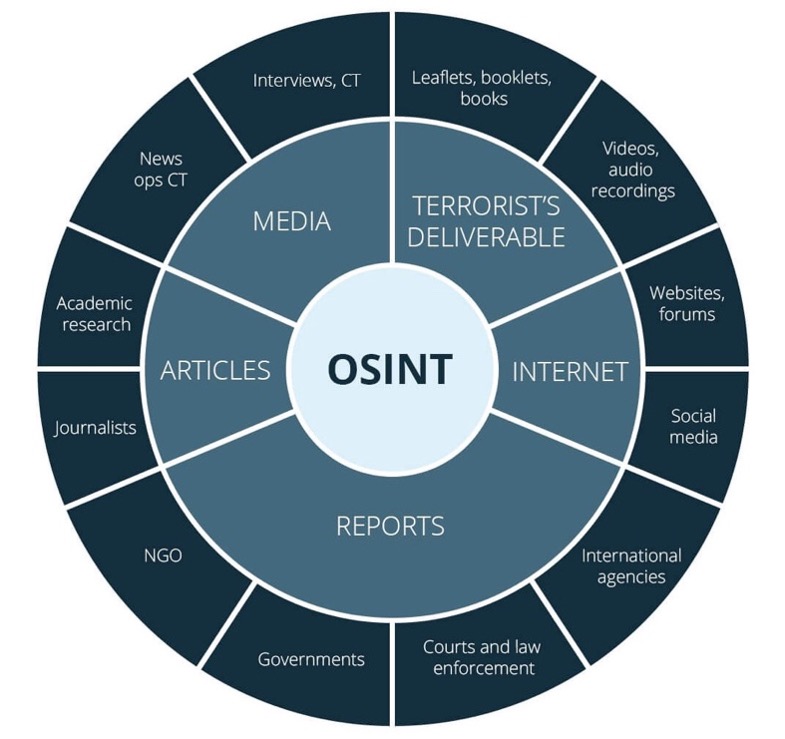 Interviews, CT
Leaflets, booklets,
books
News
ops CT
Videos,
audio
recordings
MEDIA
TERRORIST’S
DELIVERABLE
Academic
research
Websites,
forums
ARTICLES
OSINT
INTERNET
Journalists
Social
media
REPORTS
NGO
International
agencies
Governments
Courts and law
enforcement